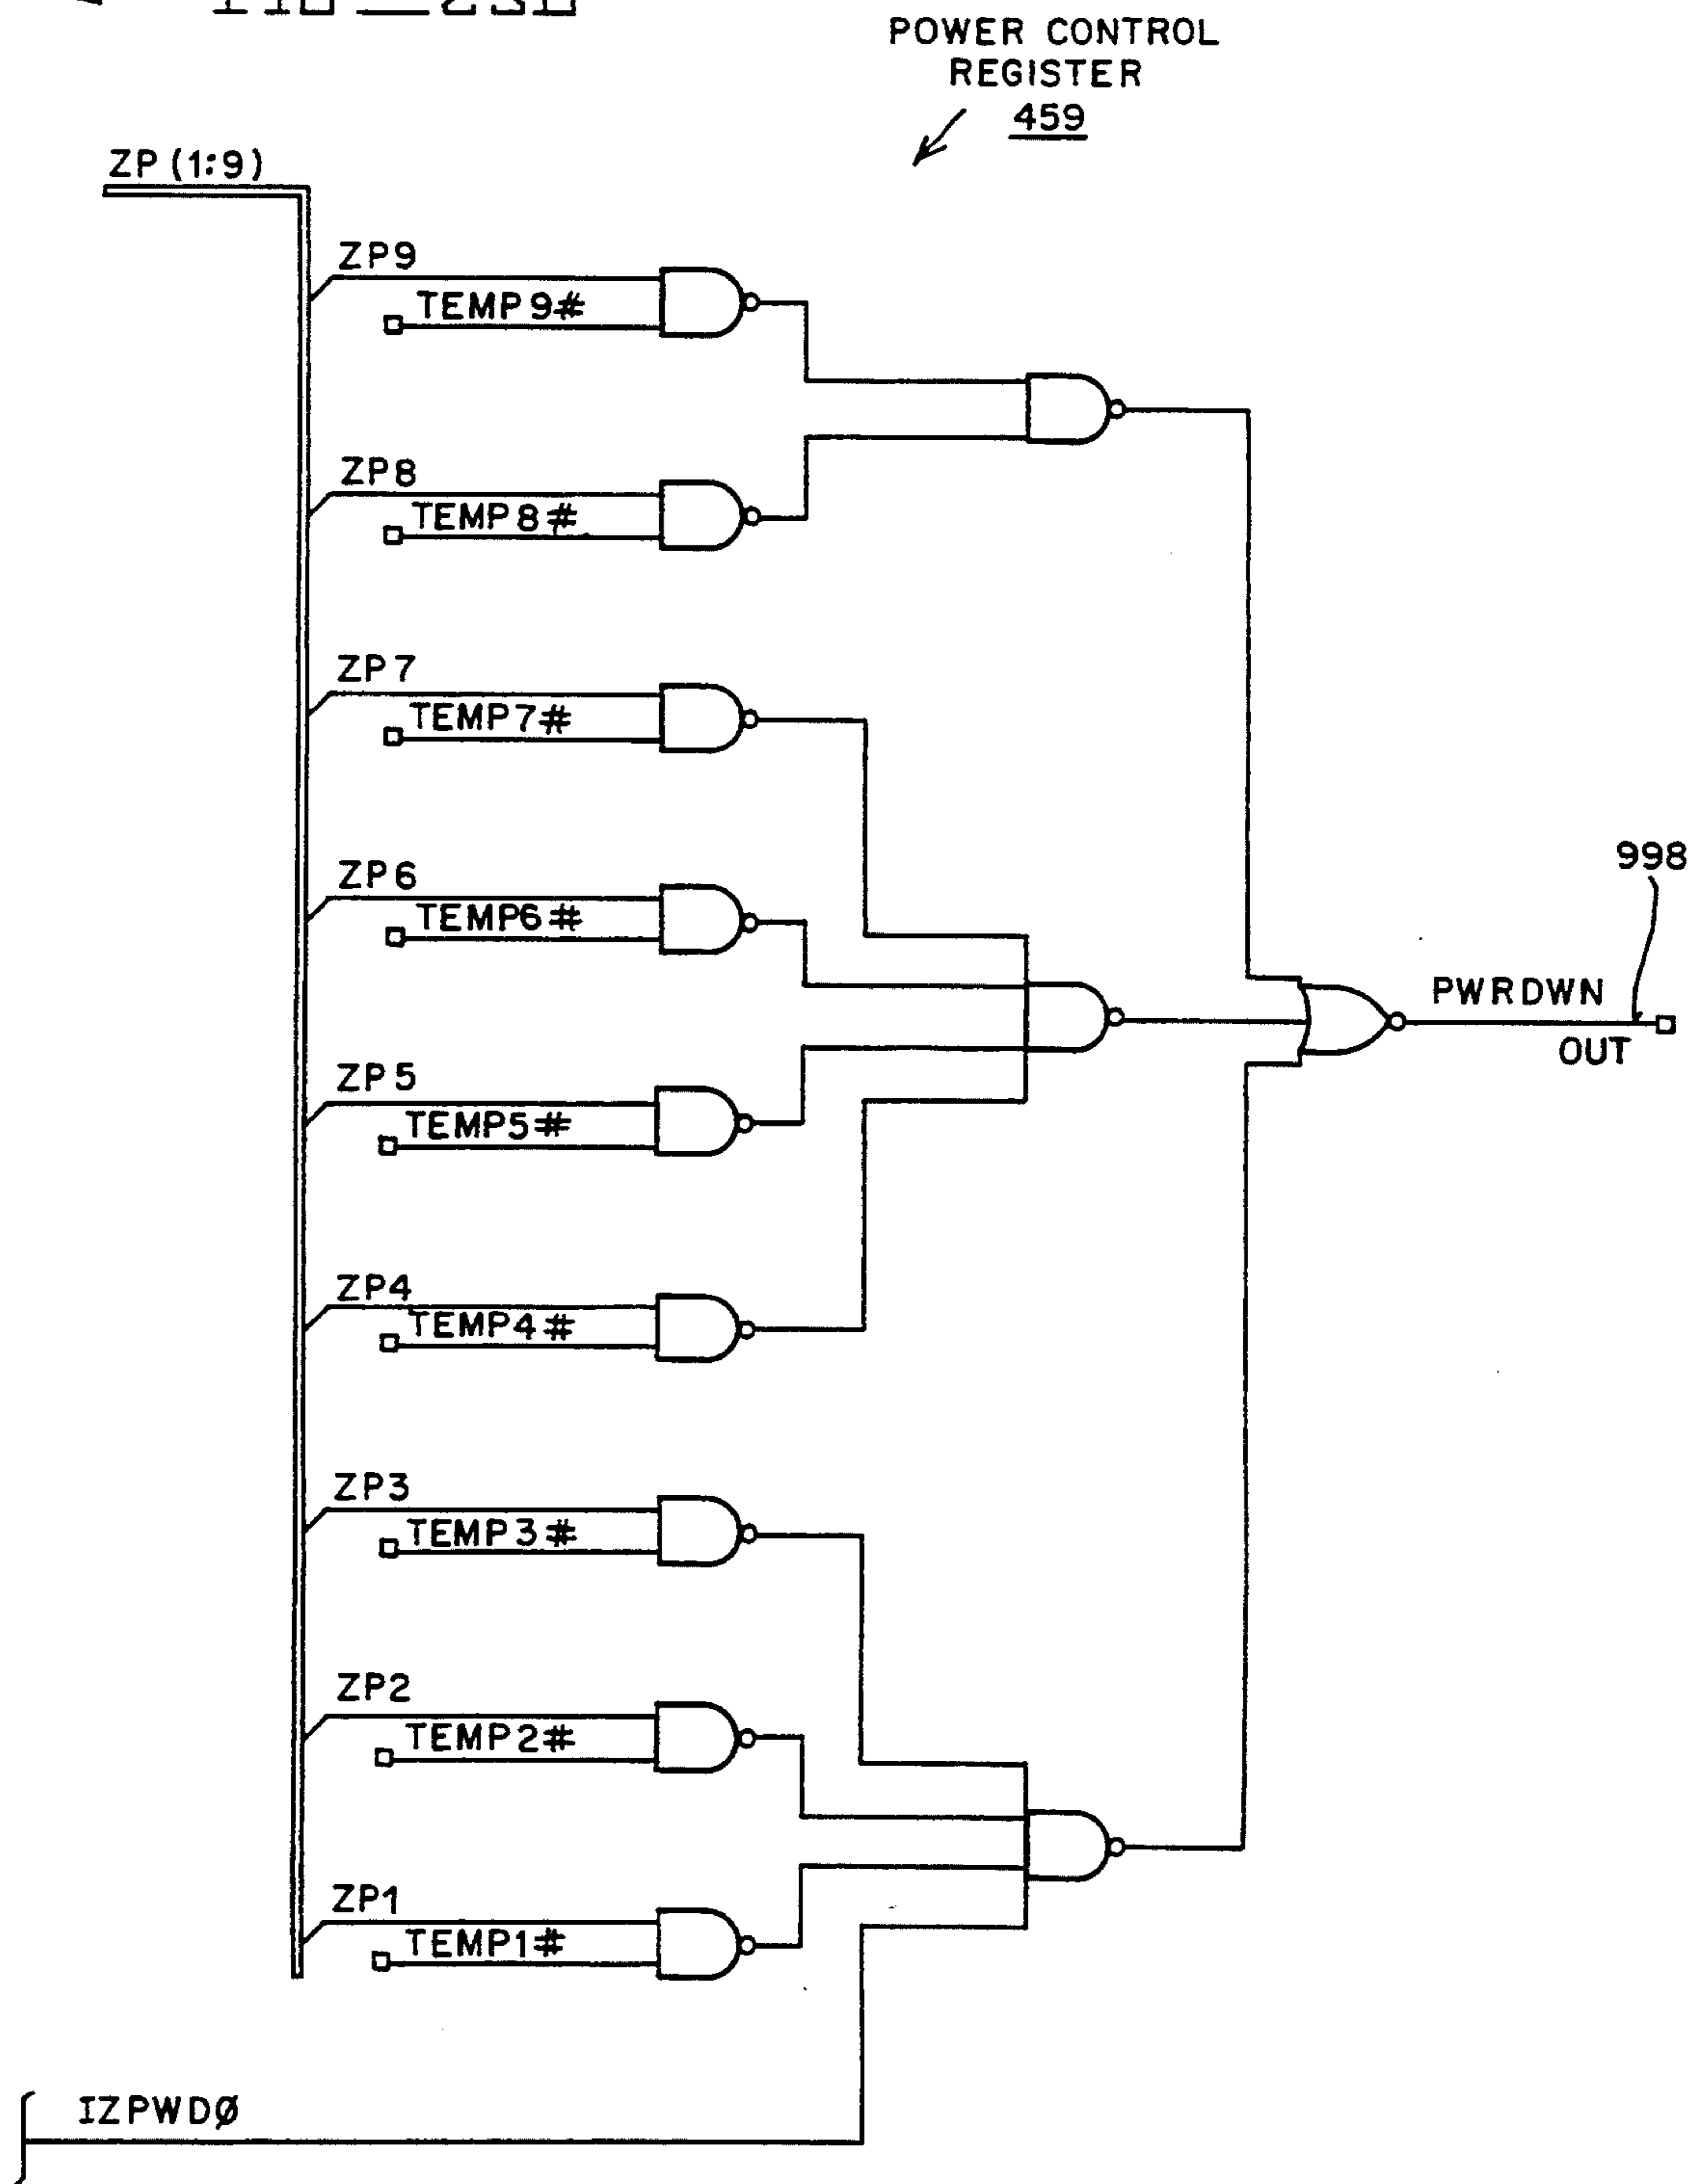 POWER CONTROL
REGISTER
459
ZP (1:9)
ZP9
TEMP9#
ZP8
TEMP8#
ZP7
TEMP7#
ZP6
TEMP6#
998
PWRDWN
OUT
ZP5
TEMP5#
ZP4
TEMP4#
ZP3
TEMP3#
ZP2
TEMP2#
ZP1
TEMP1#
IZPWDØ